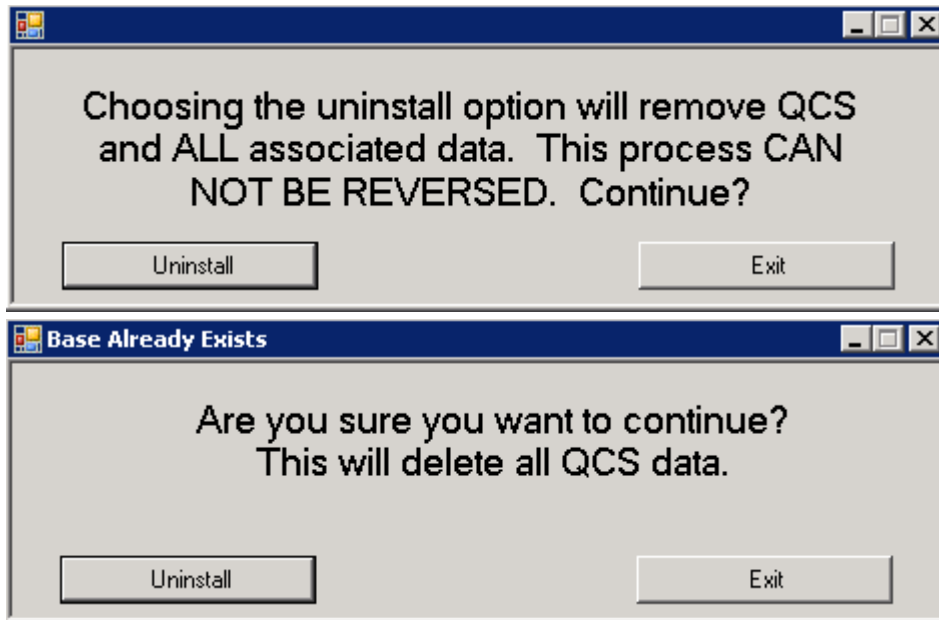 Choosing the uninstall option will remove QCS
and ALL associated data.  This process CAN
NOT BE REVERSED.  Continue?
Uninstall
Exit
Base Already Exists
Are you sure you want to continue?
This will delete all QCS data.
Uninstall
Exit